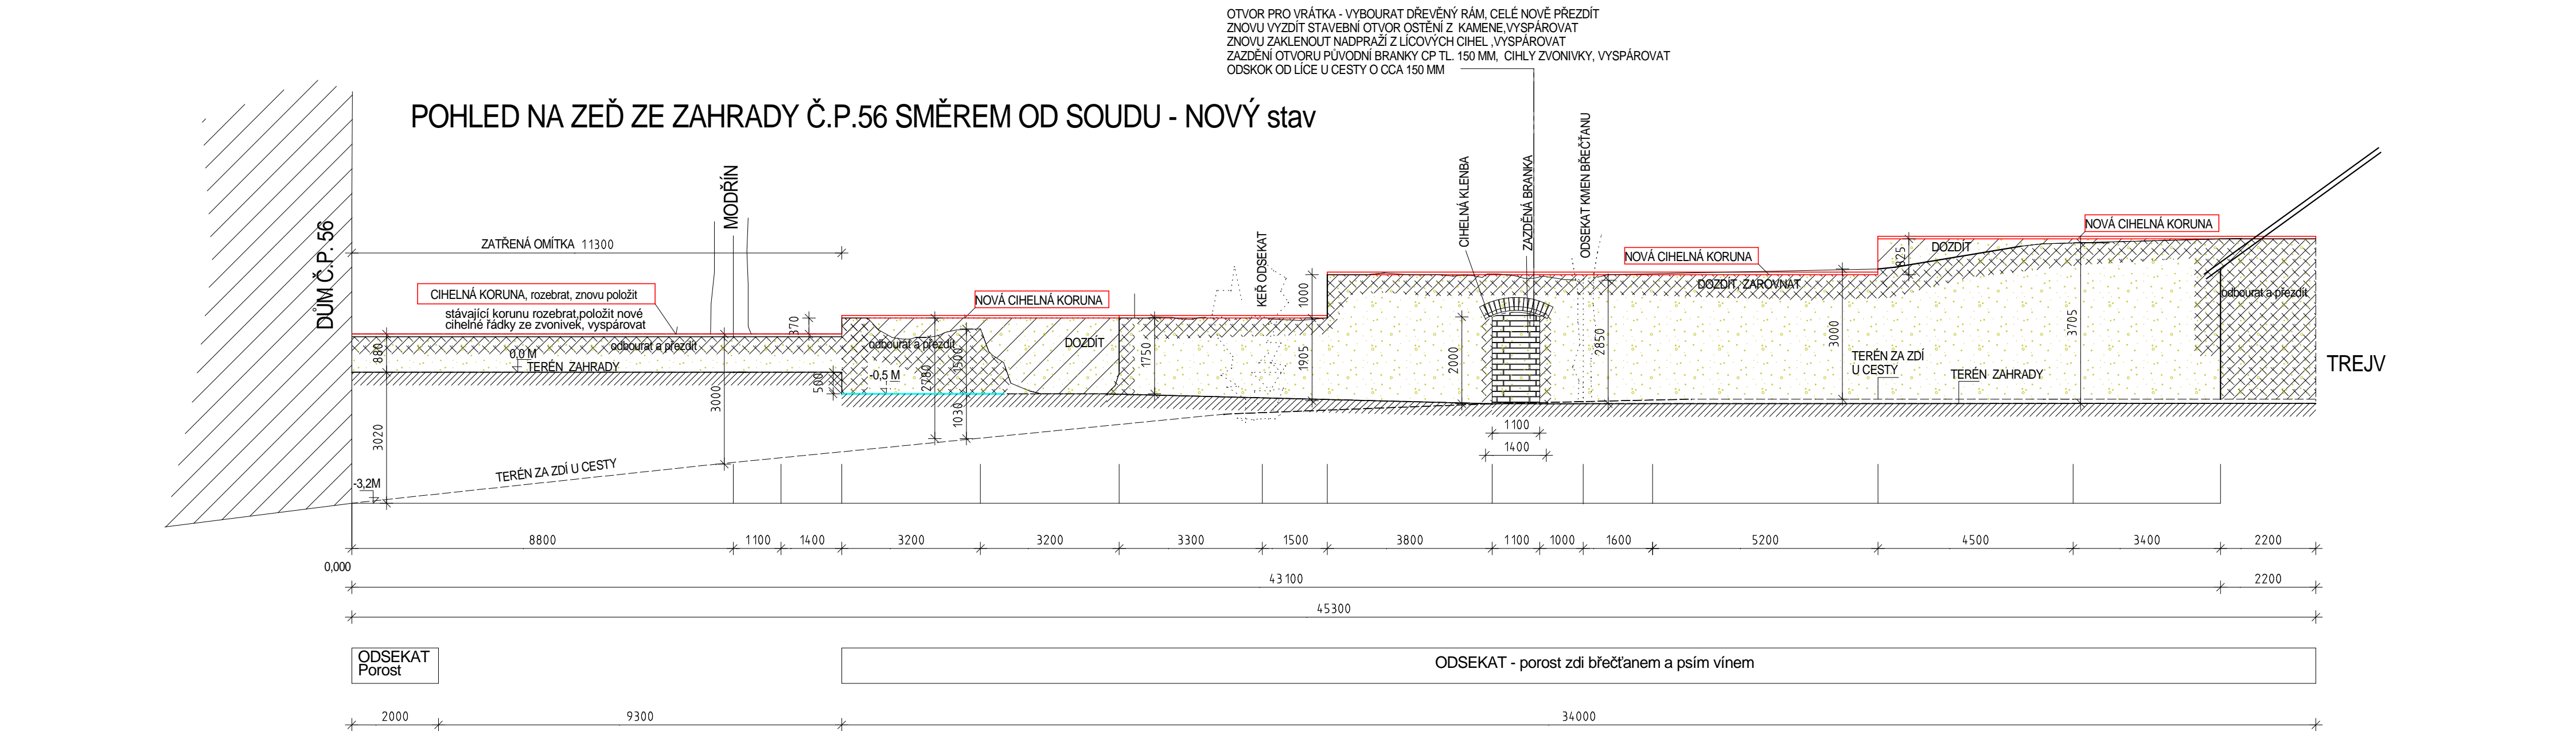 OTVOR PRO VRÁTKA - VYBOURAT DŘEVĚNÝ RÁM, CELÉ NOVĚ PŘEZDÍT
ZNOVU VYZDÍT STAVEBNÍ OTVOR OSTĚNÍ Z KAMENE,VYSPÁROVAT
ZNOVU ZAKLENOUT NADPRAŽÍ Z LÍCOVÝCH CIHEL ,VYSPÁROVAT
ZAZDĚNÍ OTVORU PŮVODNÍ BRANKY CP TL. 150 MM, CIHLY ZVONIVKY, VYSPÁROVAT
ODSKOK OD LÍCE U CESTY O CCA 150 MM
POHLED NA ZEĎ ZE ZAHRADY Č.P.56 SMĚREM OD SOUDU - NOVÝ stav
DŮM Č.P. 56
MODŘÍN
ZATŘENÁ OMÍTKA 11300
CIHELNÁ KORUNA, rozebrat, znovu položit
stávající korunu rozebrat,položit nové
cihelné řádky ze zvonivek, vyspárovat
odbourat a přezdít
0,0 M
TERÉN ZAHRADY
880
3020
-3,2M
TERÉN ZA ZDÍ U CESTY
3000
370
500
NOVÁ CIHELNÁ KORUNA
odbourat a přezdít
-0,5 M
2780
1500
1030
DOZDÍT
1750
KEŘ ODSEKAT
1000
1905
CIHELNÁ KLENBA
ZAZDĚNÁ BRANKA
ODSEKAT KMEN BŘEČŤANU
2000
2850
1100
1400
NOVÁ CIHELNÁ KORUNA
DOZDÍT, ZAROVNAT
3000
TERÉN ZA ZDÍ
U CESTY
825
DOZDÍT
TERÉN ZAHRADY
3705
NOVÁ CIHELNÁ KORUNA
odbourat a přezdít
TREJV
8800 1100 1400 3200 3200 3300 1500 3800 1100 1000 1600 5200 4500 3400 2200
0,000
43100 2200
45300
ODSEKAT
Porost
ODSEKAT - porost zdi břečťanem a psím vínem
2000 9300 34000